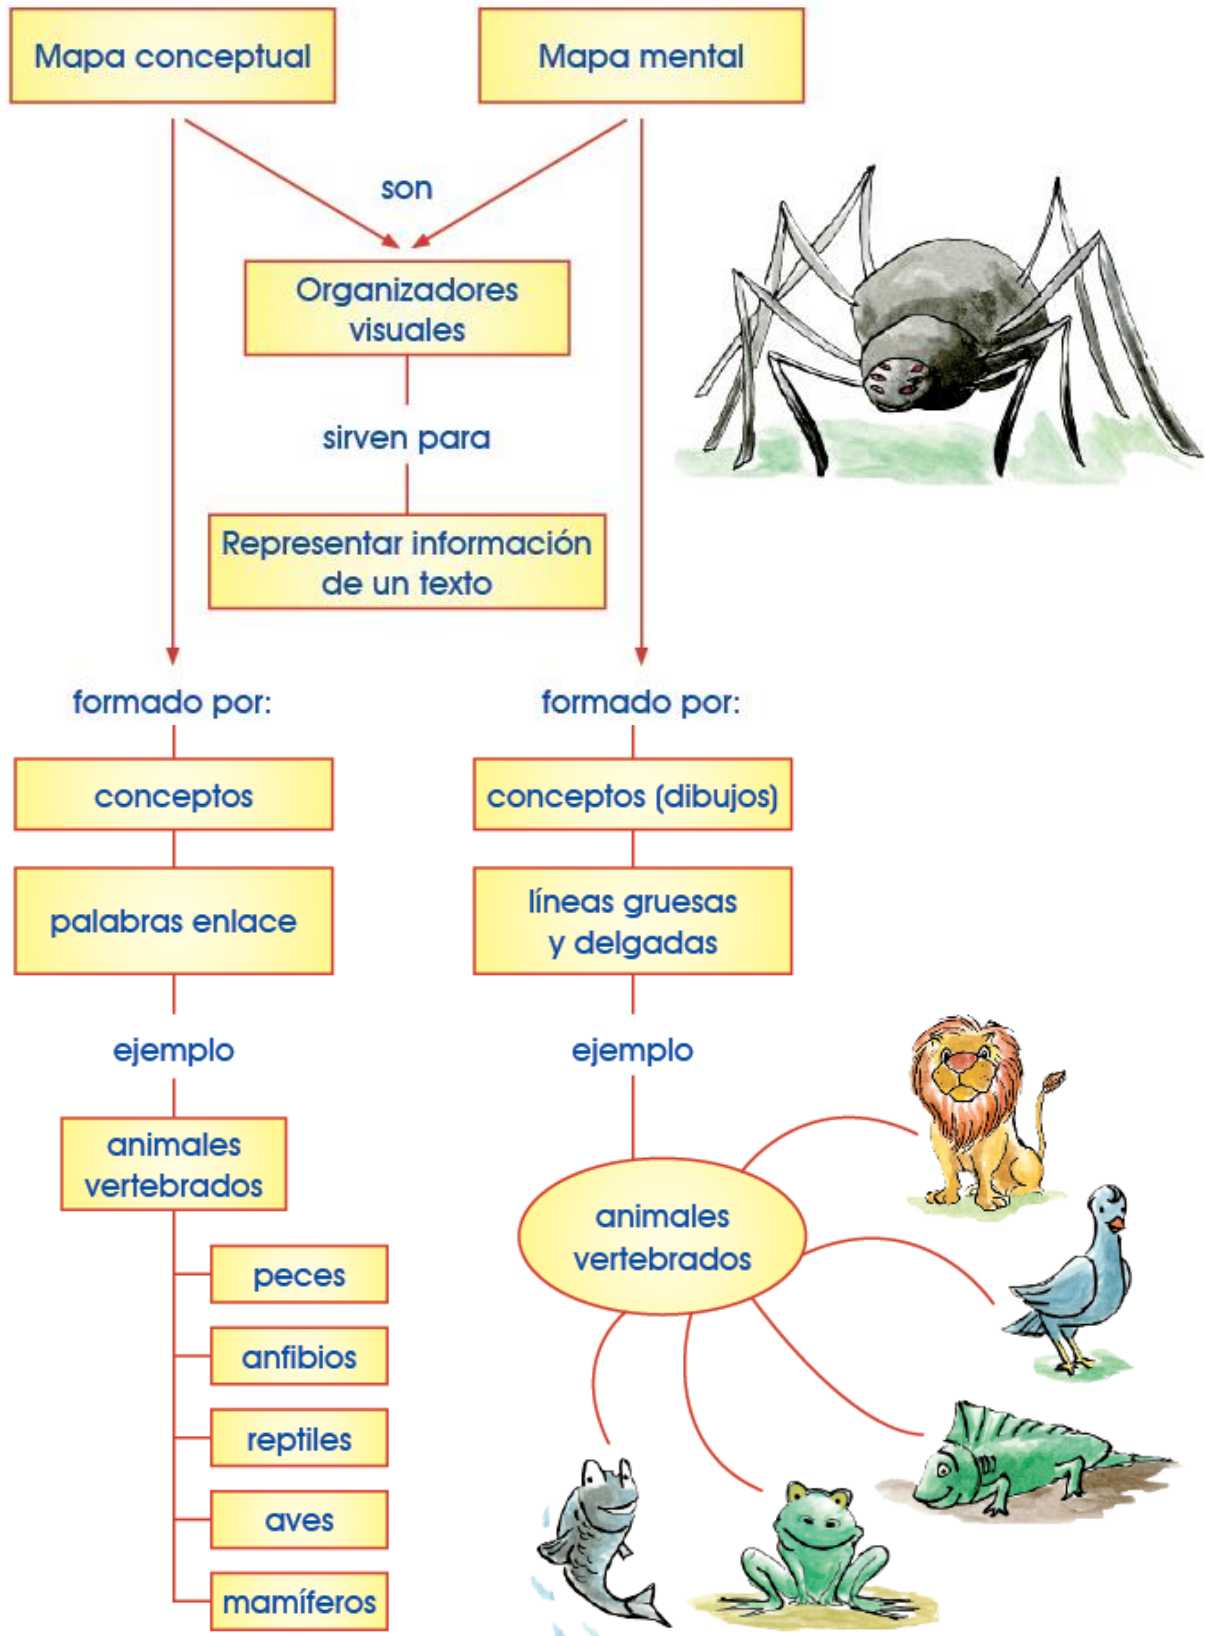 Mapa conceptual
Mapa mental
son
Organizadores
visuales
sirven para
Representar información
de un texto
formado por:
formado por:
conceptos
conceptos (dibujos)
palabras enlace
líneas gruesas
y delgadas
ejemplo
ejemplo
animales
vertebrados
peces
anfibios
reptiles
aves
mamíferos
animales
vertebrados